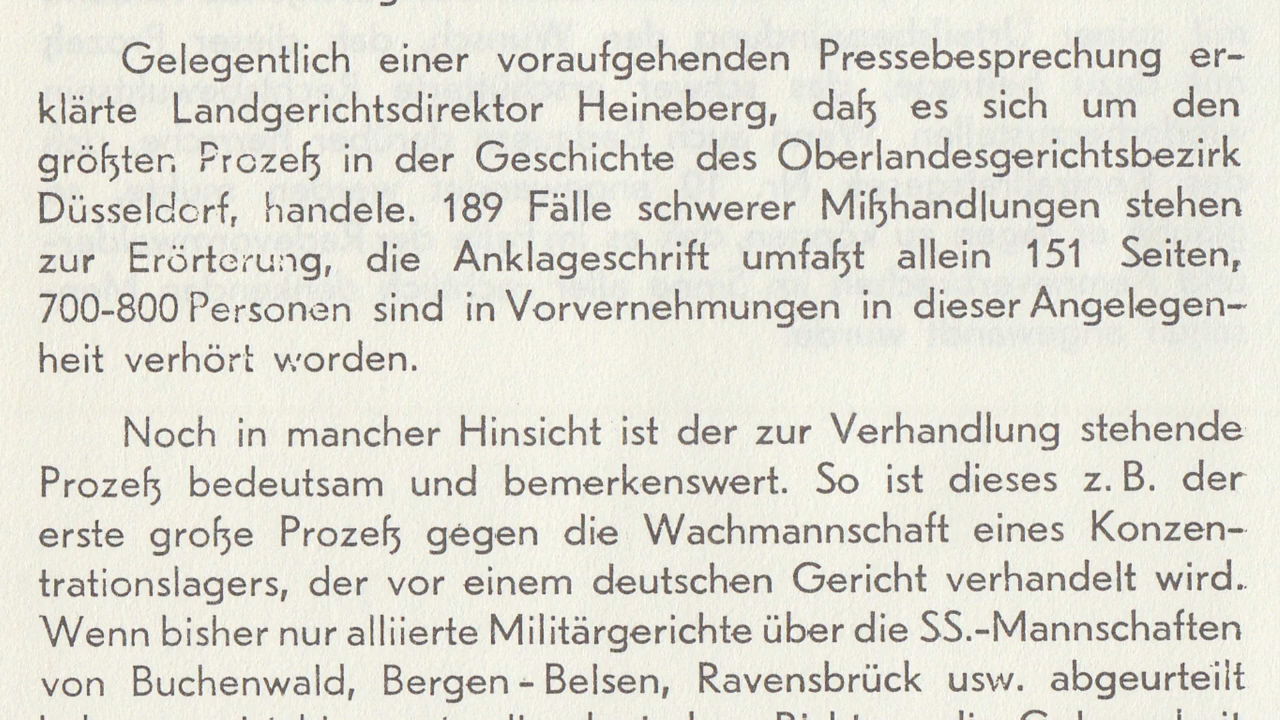 Gelegentlich einer voraufgehenden Pressebesprechung er-
klärte Landgerichtsdirektor Heineberg, daß es sich um den
größten Prozeß in der Geschichte des Oberlandesgerichtsbezirk
Düsseldorf, handele. 189 Fälle schwerer Mißhandlungen stehen
zur Erörterung, die Anklageschrift umfaßt allein 151 Seiten,
700-800 Personen sind in Vorvernehmungen in dieser Angelegen-
heit verhört worden.
Noch in mancher Hinsicht ist der zur Verhandlung stehende
Prozeß bedeutsam und bemerkenswert. So ist dieses z. B. der
erste große Prozeß gegen die Wachmannschaft eines Konzen-
trationslagers, der vor einem deutschen Gericht verhandelt wird.
Wenn bisher nur alliierte Militärgerichte über die SS.-Mannschaften
von Buchenwald, Bergen - Belsen, Ravensbrück usw. abgeurteilt